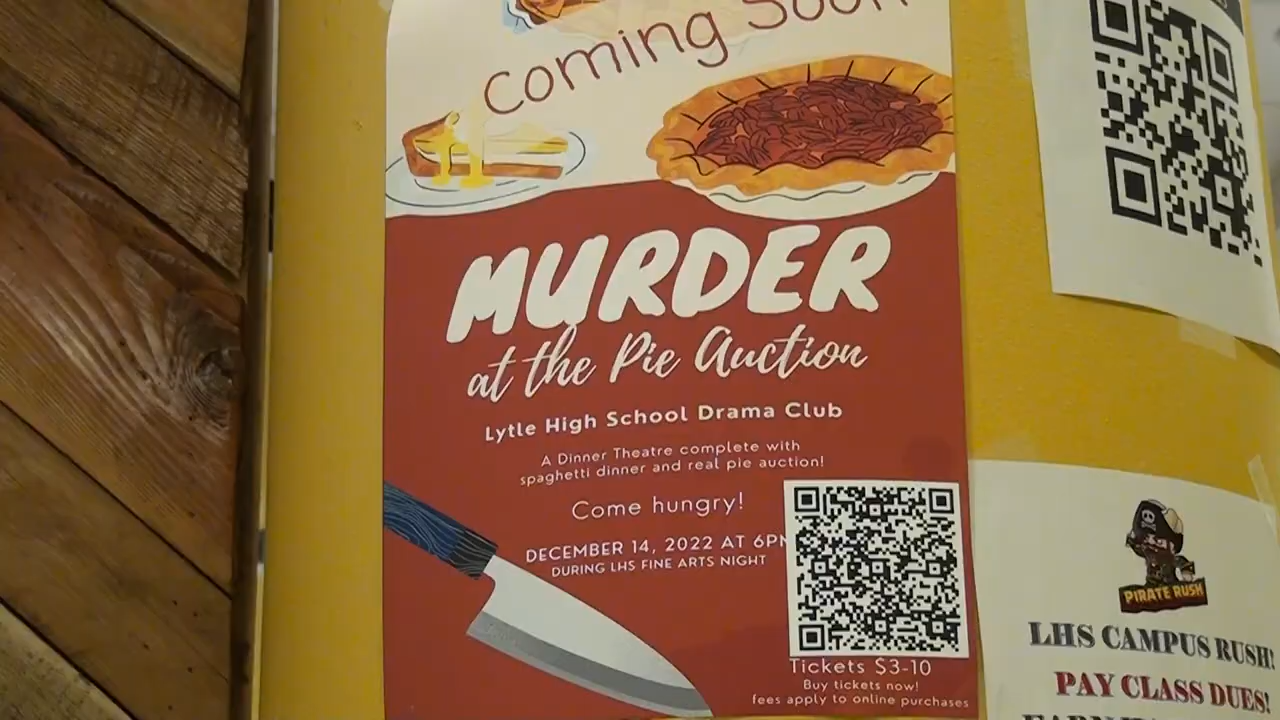 Coming Soon
MURDER
at the Pie Auction
Lytle High School Drama Club
A Dinner Theatre complete with
spaghetti dinner and real pie auction!
Come hungry!
DECEMBER 14, 2022 AT 6PM
DURING LHS FINE ARTS NIGHT
Tickets $3-10
Buy tickets now!
fees apply to online purchases
PIRATE RUSH
LHS CAMPUS RUSH!
PAY CLASS DUES!